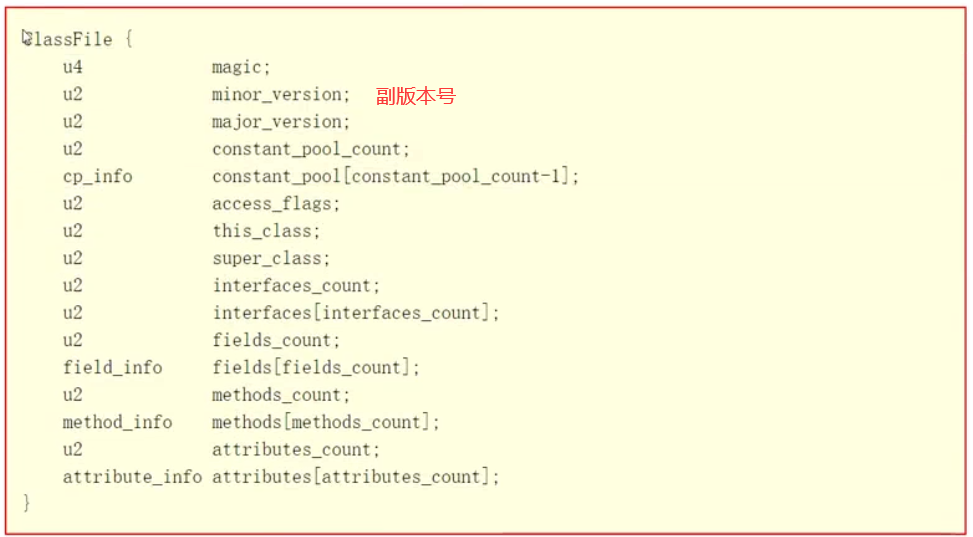 ClassFile {
u4 magic;
u2 minor_version; 副版本号
u2 major_version;
u2 constant_pool_count;
cp_info constant_pool[constant_pool_count-1];
u2 access_flags;
u2 this_class;
u2 super_class;
u2 interfaces_count;
u2 interfaces[interfaces_count];
u2 fields_count;
field_info fields[fields_count];
u2 methods_count;
method_info methods[methods_count];
u2 attributes_count;
attribute_info attributes[attributes_count];
}